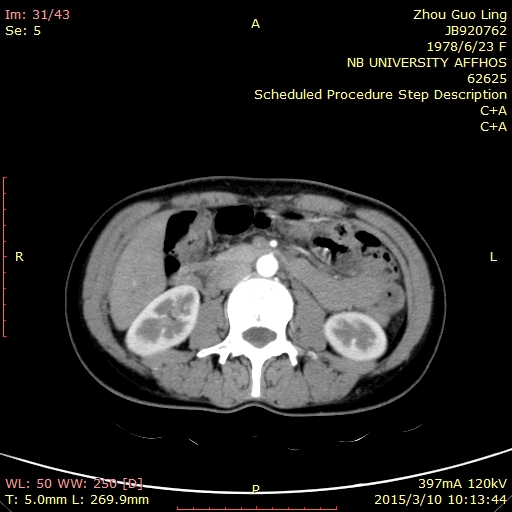 Im: 31/43
Se: 5
A
Zhou Guo Ling
JB920762
1978/6/23 F
NB UNIVERSITY AFFHOS
62625
Scheduled Procedure Step Description
C+A
C+A
R
L
WL: 50 WW: 250 [D]
T: 5.0mm L: 269.9mm
P
397mA 120kV
2015/3/10 10:13:44